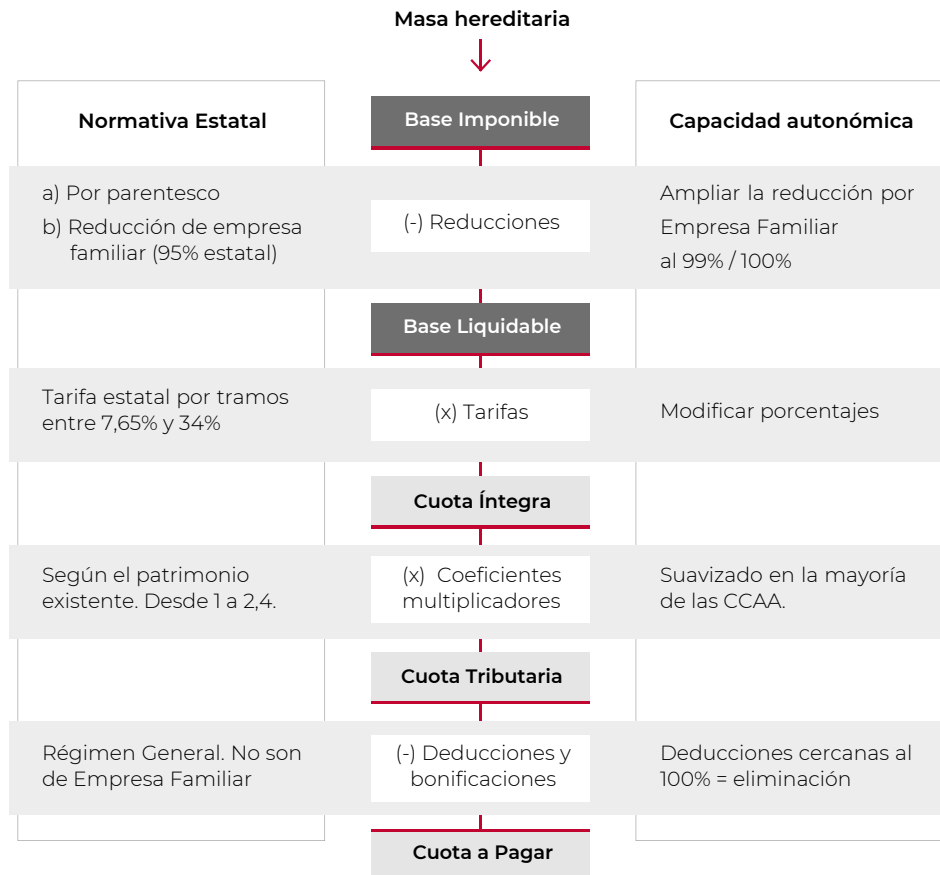 Masa hereditaria
Normativa Estatal
Base Imponible
Capacidad autonómica
a) Por parentesco
b) Reducción de empresa
familiar (95% estatal)
(-) Reducciones
Ampliar la reducción por
Empresa Familiar
al 99% / 100%
Base Liquidable
Tarifa estatal por tramos
entre 7,65% y 34%
(x) Tarifas
Modificar porcentajes
Cuota Íntegra
Según el patrimonio
existente. Desde 1 a 2,4.
(x) Coeficientes
multiplicadores
Suavizado en la mayoría
de las CCAA.
Cuota Tributaria
Régimen General. No son
de Empresa Familiar
(-) Deducciones y
bonificaciones
Deducciones cercanas al
100% = eliminación
Cuota a Pagar